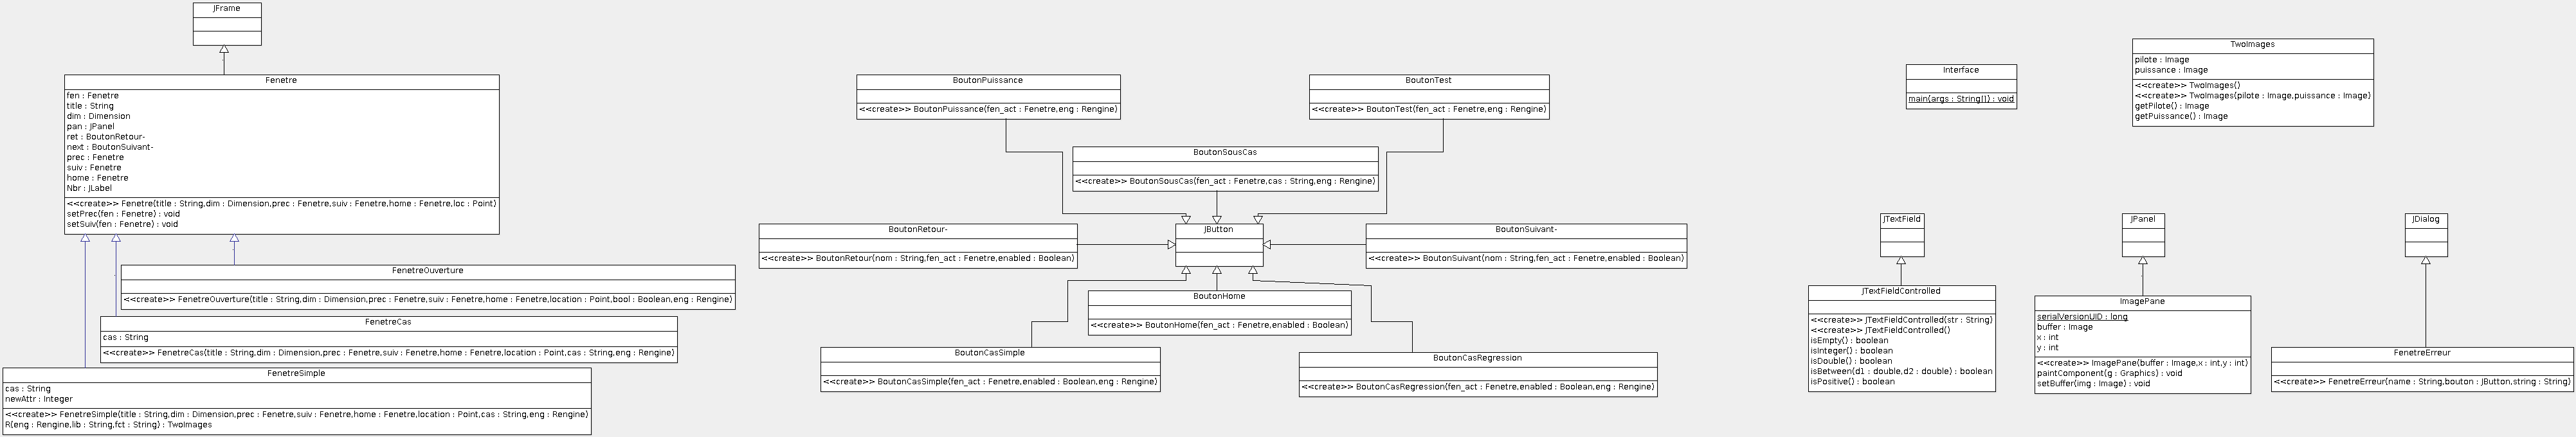 JFrame
Fenetre
fen : Fenetre
title : String
dim : Dimension
pan : JPanel
ret : BoutonRetour-
next : BoutonSuivant-
prec : Fenetre
suiv : Fenetre
home : Fenetre
Nbr : JLabel
<<create>> Fenetre(title : String,dim : Dimension,prec : Fenetre,suiv : Fenetre,home : Fenetre,loc : Point)
setPrec(fen : Fenetre) : void
setSuiv(fen : Fenetre) : void
FenetreOuverture
<<create>> FenetreOuverture(title : String,dim : Dimension,prec : Fenetre,suiv : Fenetre,home : Fenetre,location : Point,bool : Boolean,eng : Rengine)
FenetreCas
cas : String
<<create>> FenetreCas(title : String,dim : Dimension,prec : Fenetre,suiv : Fenetre,home : Fenetre,location : Point,cas : String,eng : Rengine)
FenetreSimple
cas : String
newAttr : Integer
<<create>> FenetreSimple(title : String,dim : Dimension,prec : Fenetre,suiv : Fenetre,home : Fenetre,location : Point,cas : String,eng : Rengine)
R(eng : Rengine,lib : String,fct : String) : TwoImages
BoutonPuissance
<<create>> BoutonPuissance(fen_act : Fenetre,eng : Rengine)
BoutonTest
<<create>> BoutonTest(fen_act : Fenetre,eng : Rengine)
BoutonSousCas
<<create>> BoutonSousCas(fen_act : Fenetre,cas : String,eng : Rengine)
BoutonRetour-
<<create>> BoutonRetour(nom : String,fen_act : Fenetre,enabled : Boolean)
JButton
BoutonSuivant-
<<create>> BoutonSuivant(nom : String,fen_act : Fenetre,enabled : Boolean)
BoutonHome
<<create>> BoutonHome(fen_act : Fenetre,enabled : Boolean)
BoutonCasSimple
<<create>> BoutonCasSimple(fen_act : Fenetre,enabled : Boolean,eng : Rengine)
BoutonCasRegression
<<create>> BoutonCasRegression(fen_act : Fenetre,enabled : Boolean,eng : Rengine)
Interface
main(args : String[]) : void
TwoImages
pilote : Image
puissance : Image
<<create>> TwoImages()
<<create>> TwoImages(pilote : Image,puissance : Image)
getPilote() : Image
getPuissance() : Image
JTextField
JTextFieldControlled
<<create>> JTextFieldControlled(str : String)
<<create>> JTextFieldControlled()
isEmpty() : boolean
isInteger() : boolean
isDouble() : boolean
isBetween(d1 : double,d2 : double) : boolean
isPositive() : boolean
JPanel
ImagePane
serialVersionUID : long
buffer : Image
x : int
y : int
<<create>> ImagePane(buffer : Image,x : int,y : int)
paintComponent(g : Graphics) : void
setBuffer(img : Image) : void
JDialog
FenetreErreur
<<create>> FenetreErreur(name : String,bouton : JButton,string : String)